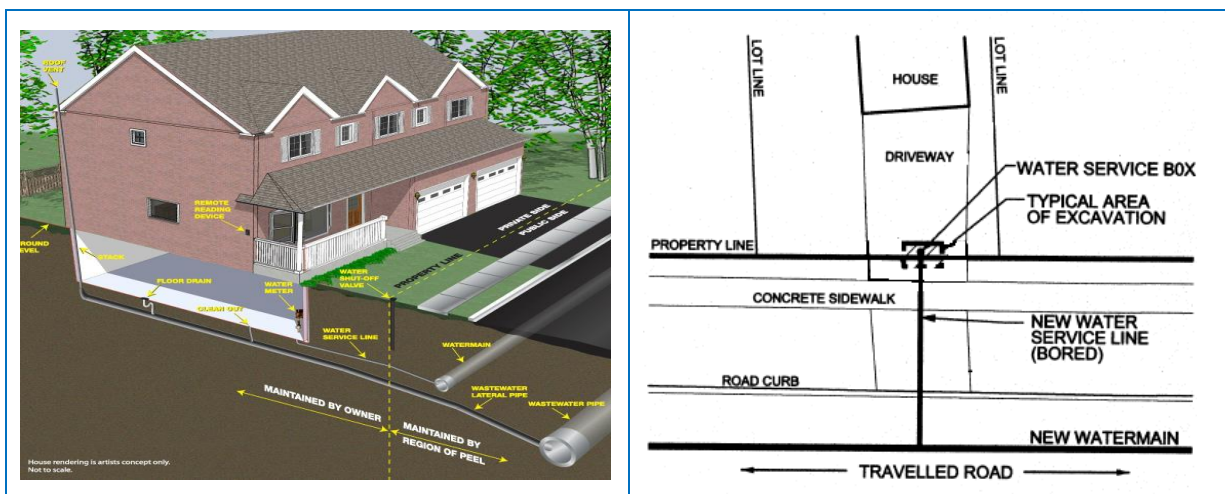 ROOF
VENT
REMOTE
READING
DEVICE
PRIVATE SIDE
PUBLIC SIDE
PROPERTY LINE
STACK
FLOOR DRAIN
WATER
METER
WATER
SHUT-OFF
VALVE
CLEAN OUT
WATER
SERVICE LINE
WATERMAIN
MAINTAINED BY OWNER
MAINTAINED BY
REGION OF PEEL
WASTEWATER
LATERAL PIPE
WASTEWATER PIPE
House rendering is artists concept only.
Not to scale.
LOT LINE
HOUSE
LOT LINE
DRIVEWAY
WATER SERVICE BOX
TYPICAL AREA
OF EXCAVATION
PROPERTY LINE
CONCRETE SIDEWALK
NEW WATER
SERVICE LINE
(BORED)
ROAD CURB
NEW WATERMAIN
TRAVELLED ROAD